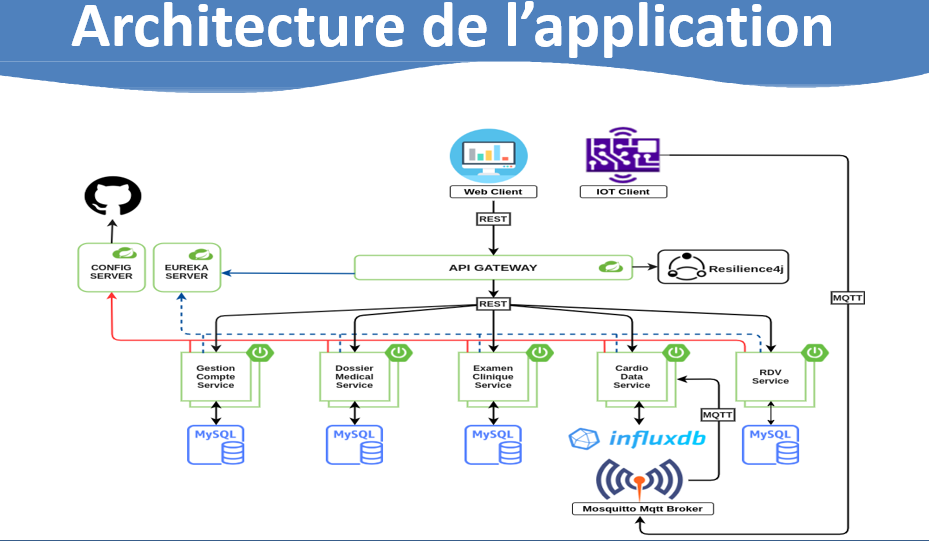 Architecture de l'application
Web Client
IOT Client
REST
CONFIG
SERVER
EUREKA
SERVER
API GATEWAY
Resilience4j
MQTT
REST
Gestion
Compte
Service
Dossier
Medical
Service
Examen
Clinique
Service
Cardio
Data
Service
RDV
Service
MQTT
MySQL
MySQL
MySQL
influxdb
MySQL
Mosquitto Mqtt Broker